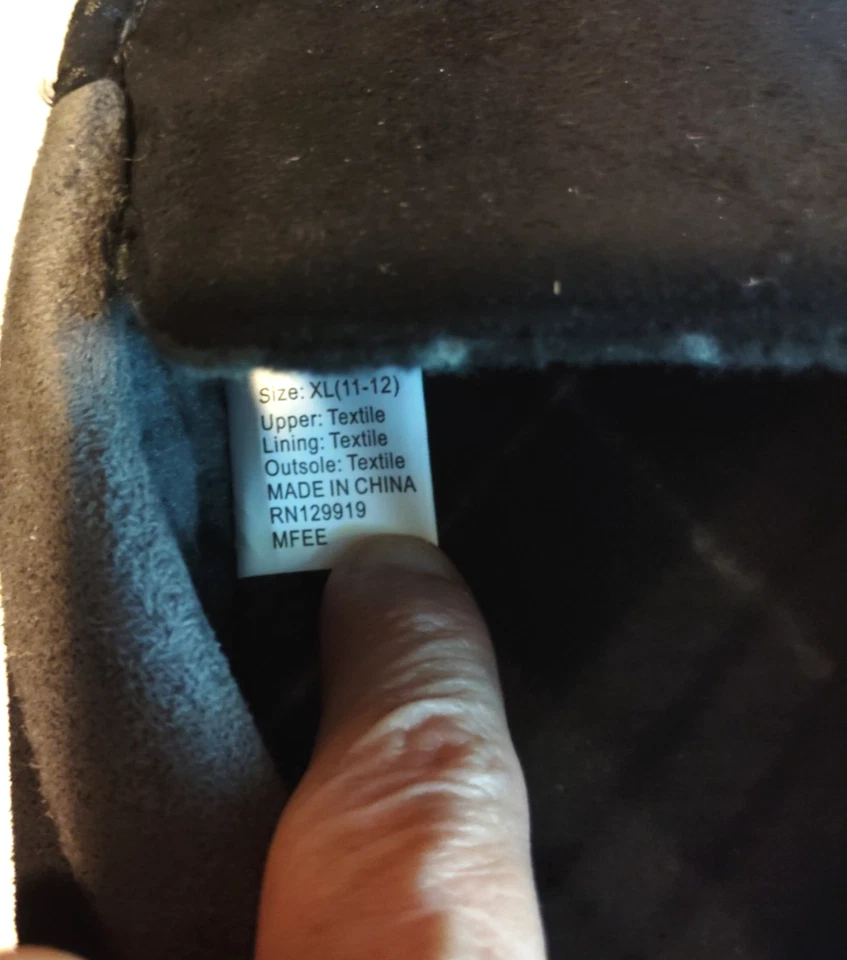 Size: XL(11-12)
Upper: Textile
Lining: Textile
Outsole: Textile
MADE IN CHINA
RN129919
MFEE